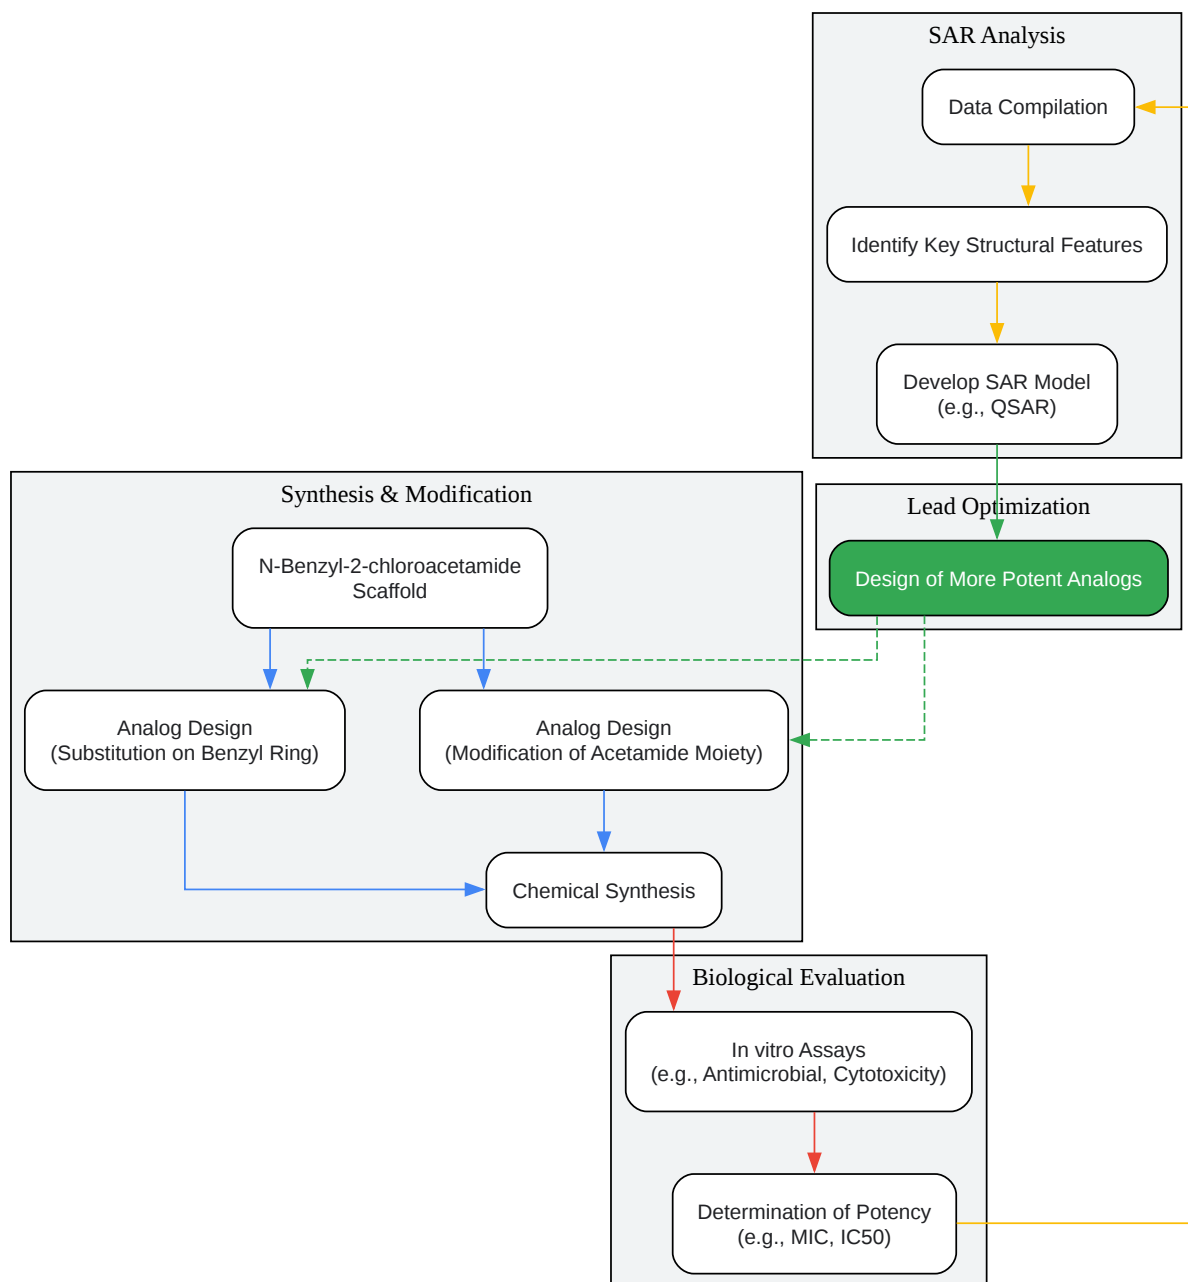 SAR Analysis
Data Compilation
Identify Key Structural Features
Develop SAR Model
(e.g., QSAR)
Synthesis & Modification
Lead Optimization
N-Benzyl-2-chloroacetamide
Scaffold
Design of More Potent Analogs
Analog Design
(Substitution on Benzyl Ring)
Analog Design
(Modification of Acetamide Moiety)
Chemical Synthesis
Biological Evaluation
In vitro Assays
(e.g., Antimicrobial, Cytotoxicity)
Determination of Potency
(e.g., MIC, IC50)